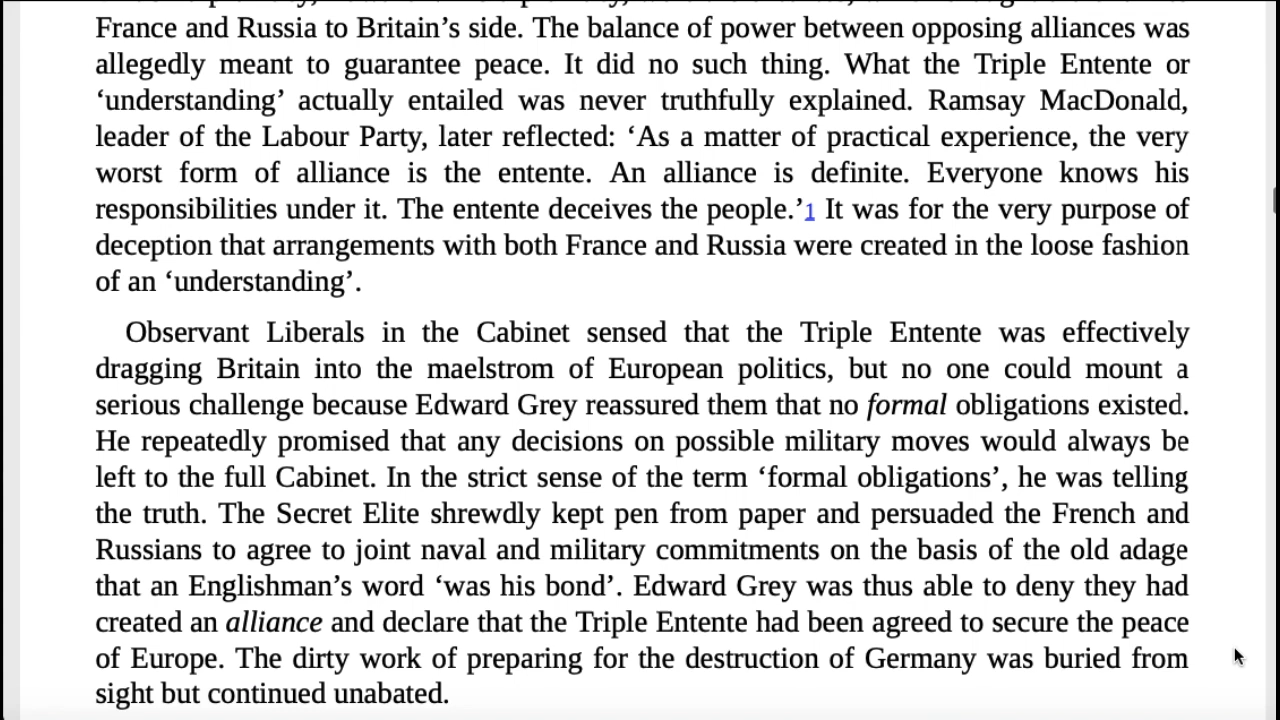 France and Russia to Britain’s side. The balance of power between opposing alliances was
allegedly meant to guarantee peace. It did no such thing. What the Triple Entente or
‘understanding’ actually entailed was never truthfully explained. Ramsay MacDonald,
leader of the Labour Party, later reflected: ‘As a matter of practical experience, the very
worst form of alliance is the entente. An alliance is definite. Everyone knows his
responsibilities under it. The entente deceives the people.’1 It was for the very purpose of
deception that arrangements with both France and Russia were created in the loose fashion
of an ‘understanding’.
Observant Liberals in the Cabinet sensed that the Triple Entente was effectively
dragging Britain into the maelstrom of European politics, but no one could mount a
serious challenge because Edward Grey reassured them that no formal obligations existed.
He repeatedly promised that any decisions on possible military moves would always be
left to the full Cabinet. In the strict sense of the term ‘formal obligations’, he was telling
the truth. The Secret Elite shrewdly kept pen from paper and persuaded the French and
Russians to agree to joint naval and military commitments on the basis of the old adage
that an Englishman’s word ‘was his bond’. Edward Grey was thus able to deny they had
created an alliance and declare that the Triple Entente had been agreed to secure the peace
of Europe. The dirty work of preparing for the destruction of Germany was buried from
sight but continued unabated.